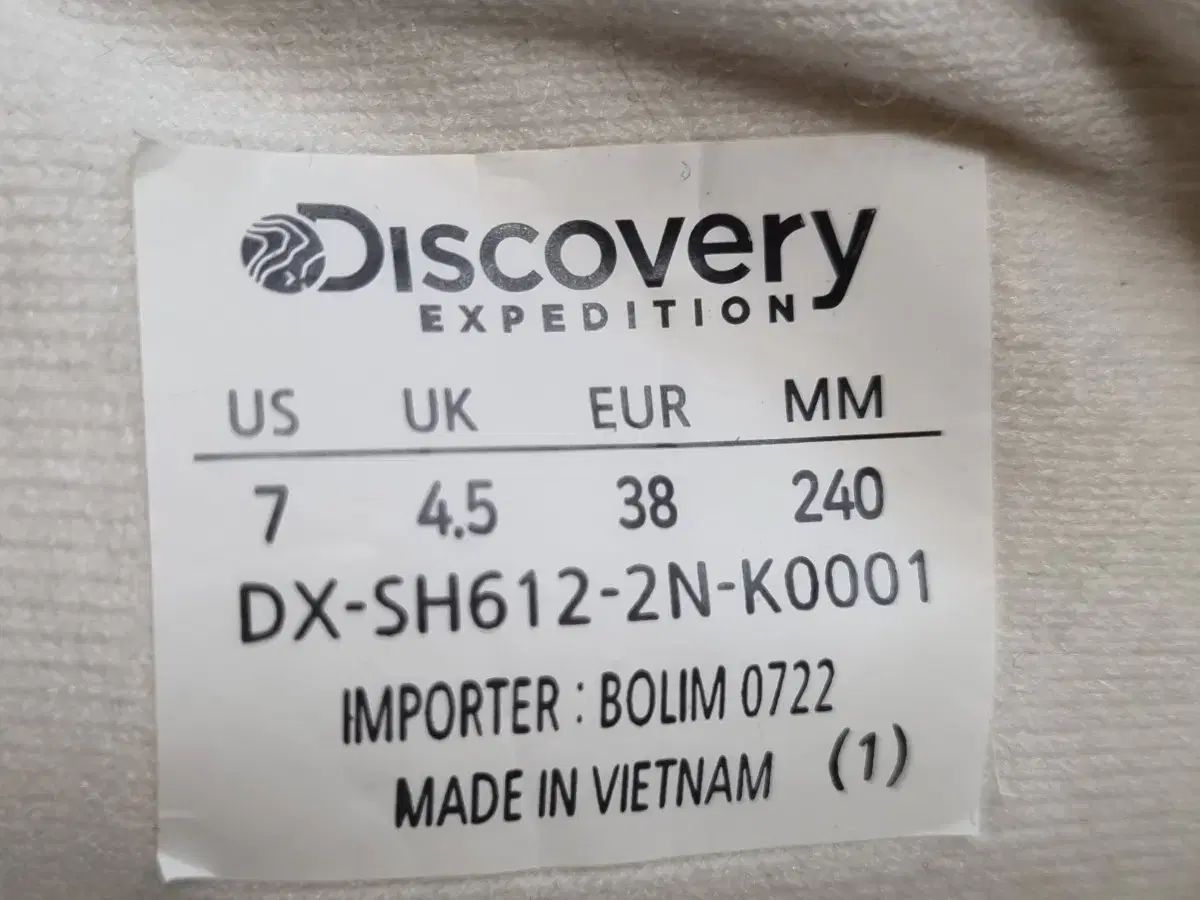 Discovery
EXPEDITION
US UK EUR MM
7 4.5 38 240
DX-SH612-2N-K0001
IMPORTER : BOLIM 0722
MADE IN VIETNAM (1)